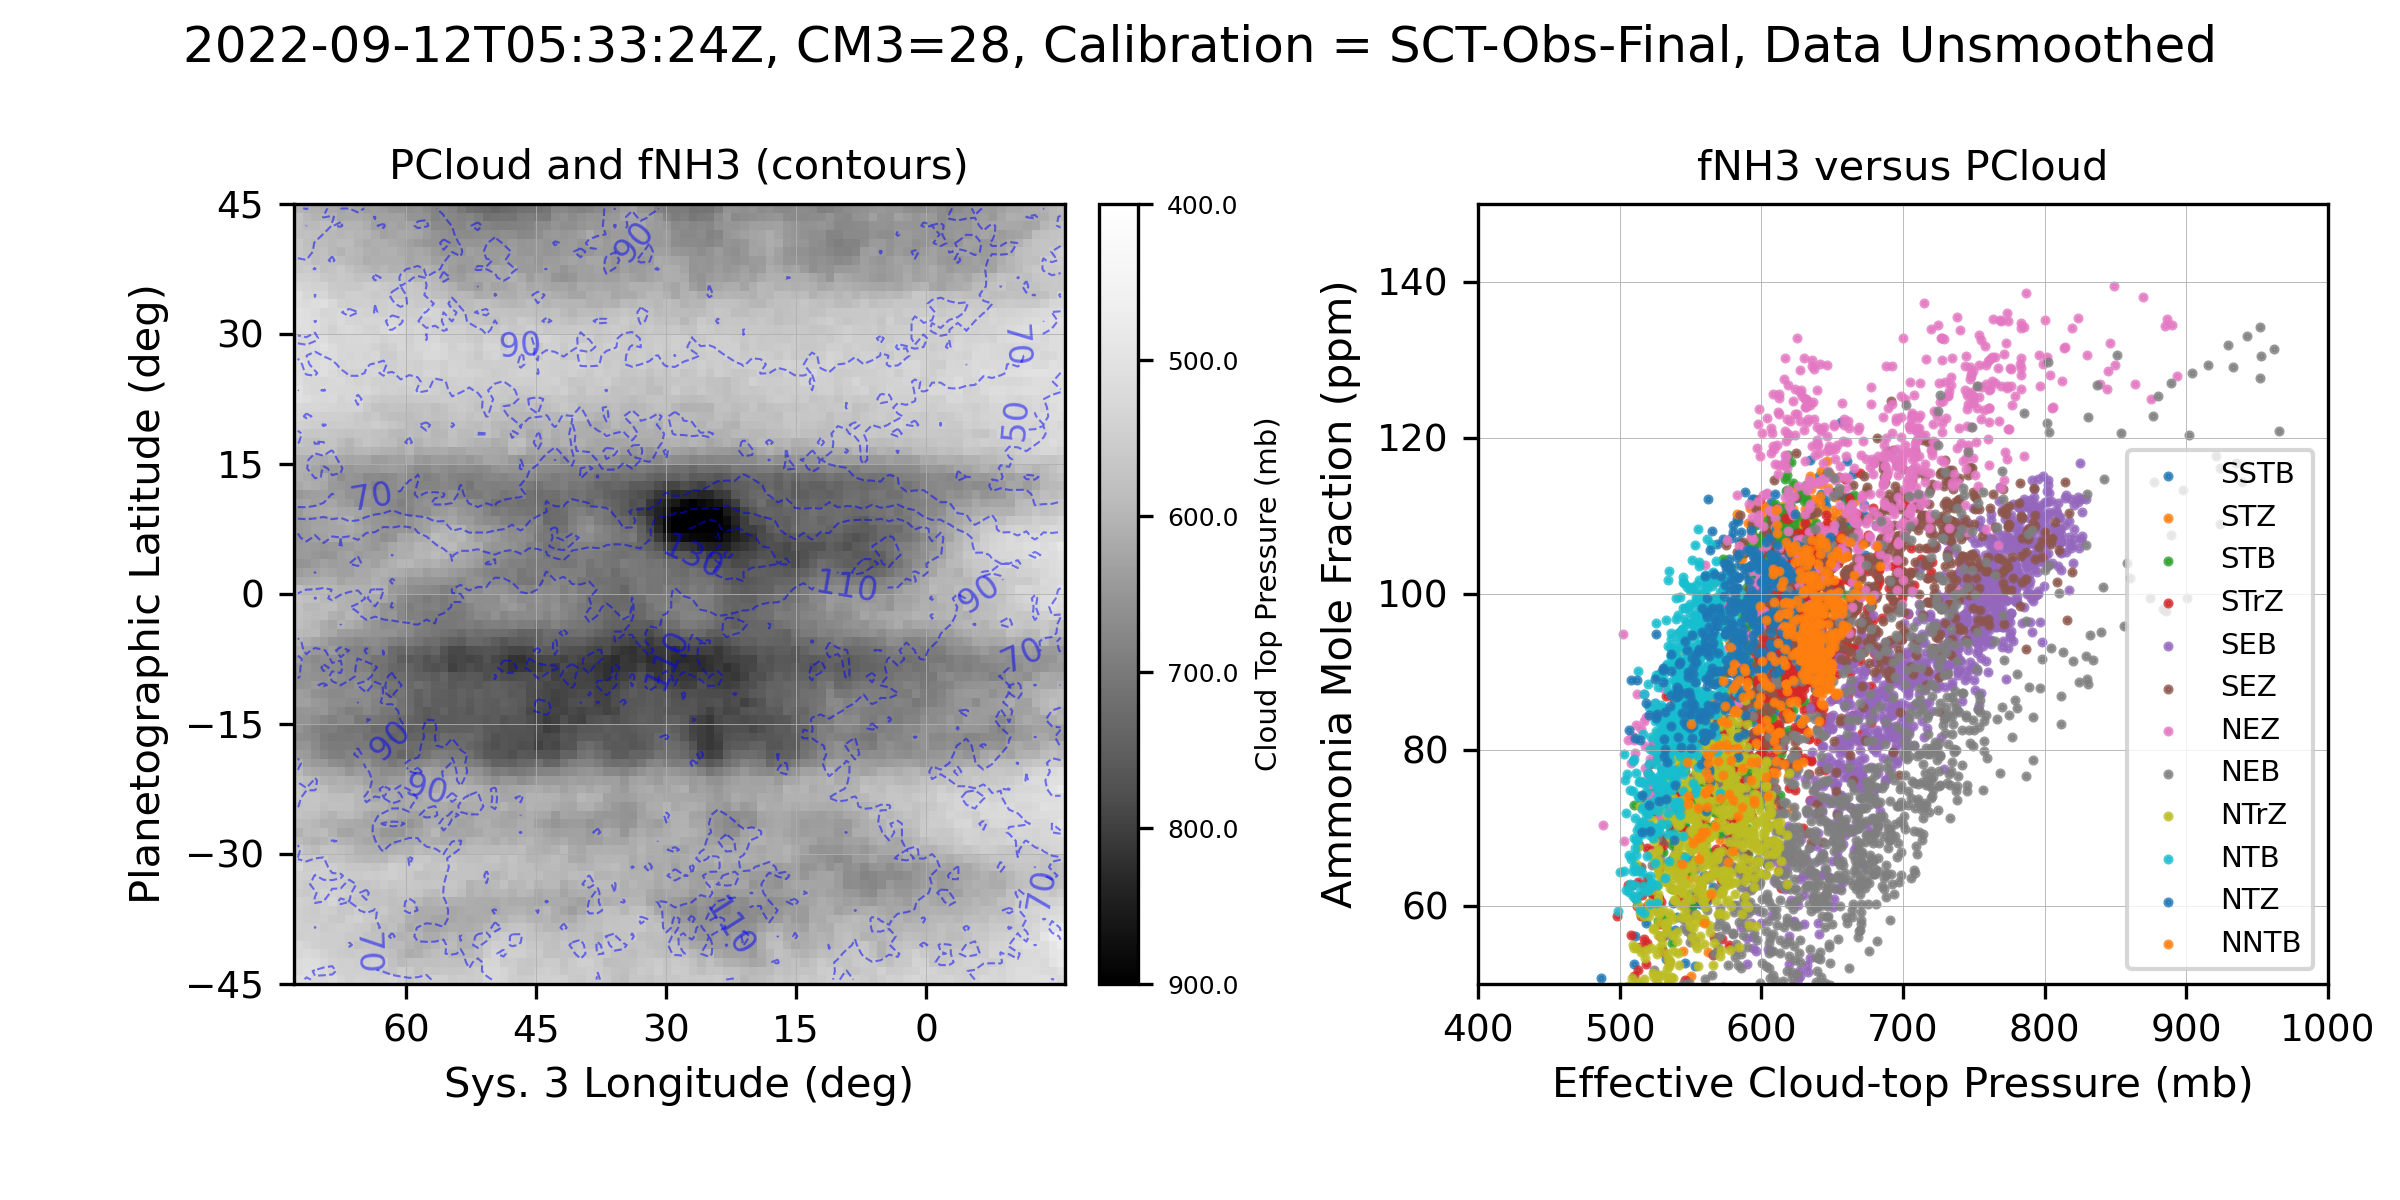 2022-09-12T05:33:24Z, CM3=28, Calibration = SCT-Obs-Final, Data Unsmoothed
PCloud and fNH3 (contours)
Planetographic Latitude (deg)
45
30
15
0
−15
−30
−45
60
45
30
15
0
Sys. 3 Longitude (deg)
90
90
70
50
70
130
110
90
110
70
90
90
110
70
70
400.0
500.0
600.0
700.0
800.0
900.0
Cloud Top Pressure (mb)
fNH3 versus PCloud
Ammonia Mole Fraction (ppm)
140
120
100
80
60
400
500
600
700
800
900
1000
Effective Cloud-top Pressure (mb)
SSTB
STZ
STB
STrZ
SEB
SEZ
NEZ
NEB
NTrZ
NTB
NTZ
NNTB